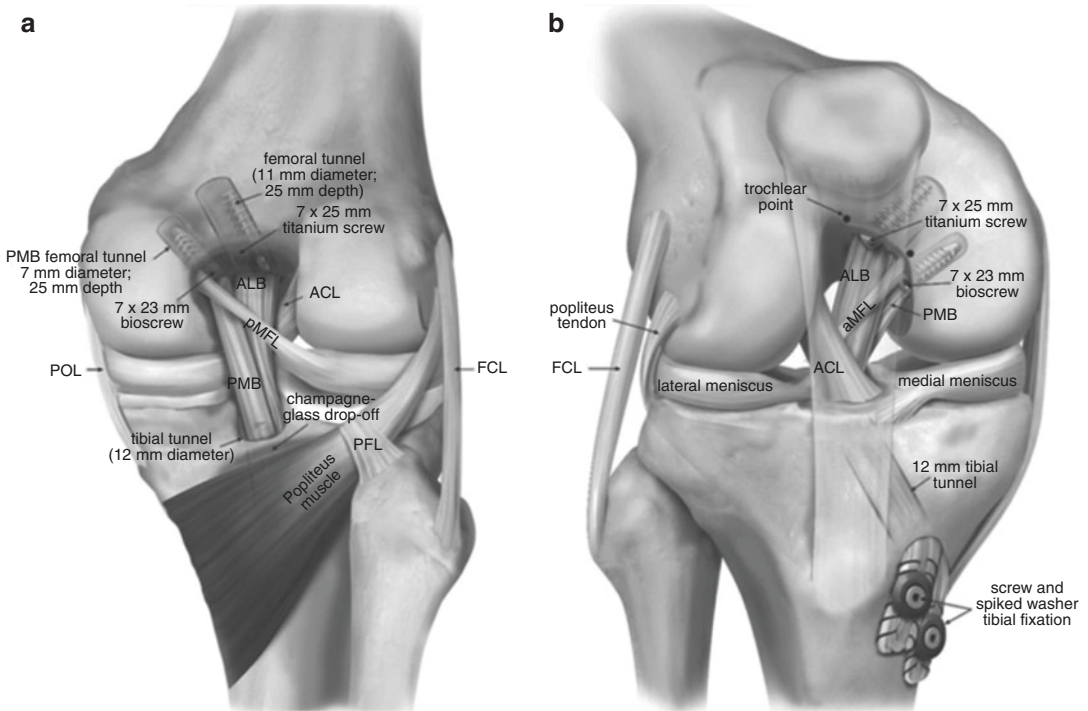 a
femoral tunnel
(11 mm diameter;
25 mm depth)
7 x 25 mm
titanium screw
PMB femoral tunnel
7 mm diameter;
25 mm depth
7 x 23 mm
bioscrew
ALB
ACL
pMFL
POL
PMB
FCL
champagne-
glass drop-off
tibial tunnel
(12 mm diameter)
PFL
Popliteus
muscle
b
trochlear
point
7 x 25 mm
titanium screw
ALB
7 x 23 mm
bioscrew
aMFL
PMB
popliteus
tendon
FCL
ACL
lateral meniscus
medial meniscus
12 mm tibial
tunnel
screw and
spiked washer
tibial fixation